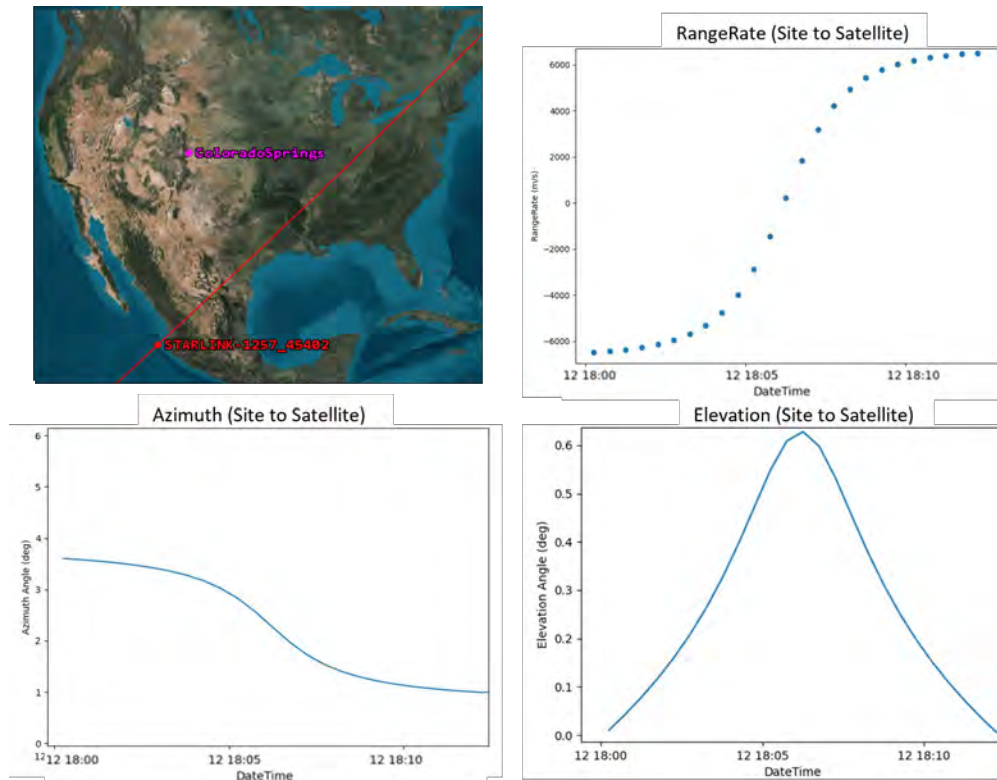 ColoradoSprings
STARLINK-1257_45402
RangeRate (Site to Satellite)
RangeRate (m/s)
6000
4000
2000
0
−2000
−4000
−6000
12 18:00
12 18:05
12 18:10
DateTime
Azimuth (Site to Satellite)
Azimuth Angle (deg)
6
5
4
3
2
1
0
12 18:00
12 18:05
12 18:10
DateTime
Elevation (Site to Satellite)
Elevation Angle (deg)
0.6
0.5
0.4
0.3
0.2
0.1
0.0
12 18:00
12 18:05
12 18:10
DateTime